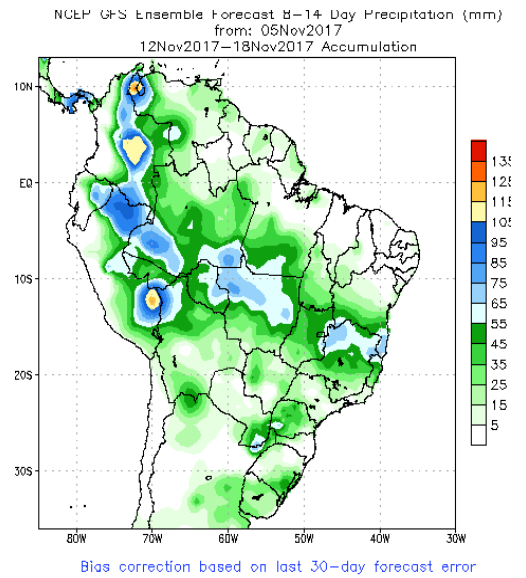 NCEP GFS Ensemble Forecast 8-14 Day Precipitation (mm)
from: 05Nov2017
12Nov2017-18Nov2017 Accumulation
10N
EQ
10S
20S
30S
80W
70W
60W
50W
40W
30W
135
125
115
105
95
85
75
65
55
45
35
25
15
5
Bias correction based on last 30-day forecast error